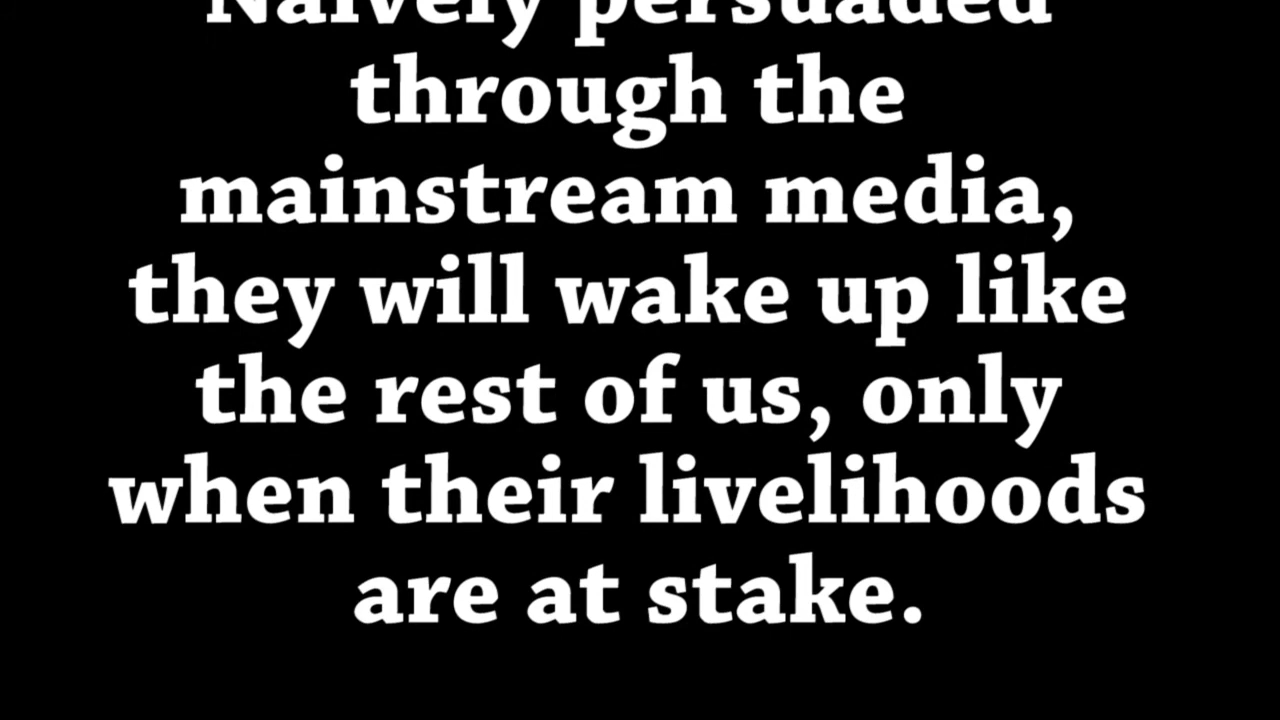 Naively persuaded
through the
mainstream media,
they will wake up like
the rest of us, only
when their livelihoods
are at stake.